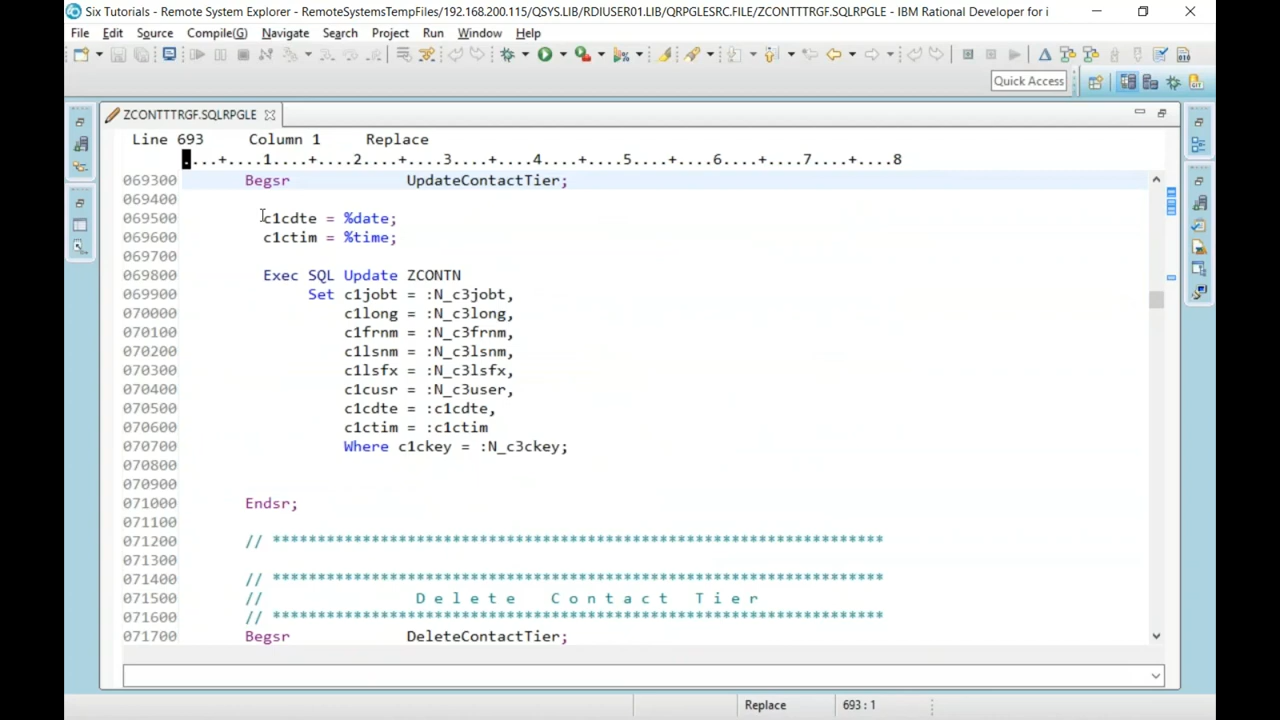 Six Tutorials - Remote System Explorer - RemoteSystemsTempFiles/192.168.200.115/QSYS.LIB/RDIUSER01.LIB/QRPGLESRC.FILE/ZCONTTTRGF.SQLRPGLE - IBM Rational Developer for i
File Edit Source Compile(G) Navigate Search Project Run Window Help
Quick Access
ZCONTTTRGF.SQLRPGLE
Line 693 Column 1 Replace
....+....1....+....2....+....3....+....4....+....5....+....6....+....7....+....8
069300 Begsr UpdateContactTier;
069400
069500 c1cdte = %date;
069600 c1ctim = %time;
069700
069800 Exec SQL Update ZCONTN
069900 Set c1jobt = :N_c3jobt,
070000 c1long = :N_c3long,
070100 c1frnm = :N_c3frnm,
070200 c1lsnm = :N_c3lsnm,
070300 c1lsfx = :N_c3lsfx,
070400 c1cusr = :N_c3user,
070500 c1cdte = :c1cdte,
070600 c1ctim = :c1ctim
070700 Where c1ckey = :N_c3ckey;
070800
070900
071000 Endsr;
071100
071200 // ********************************************************************
071300
071400 // ********************************************************************
071500 // D e l e t e   C o n t a c t   T i e r
071600 // ********************************************************************
071700 Begsr DeleteContactTier;
Replace 693 : 1